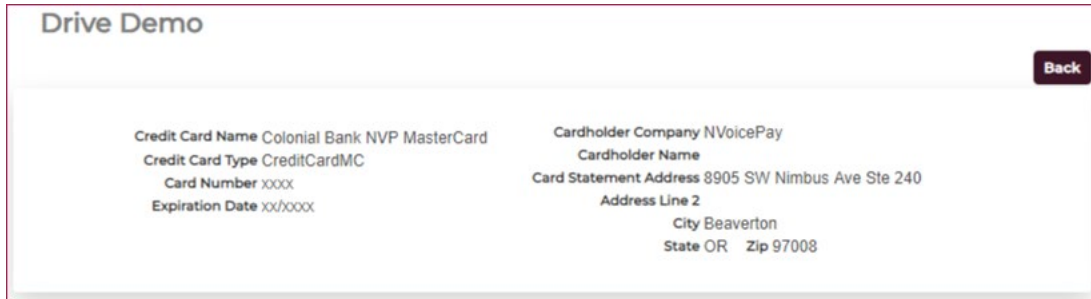 Drive Demo
Back
Credit Card Name Colonial Bank NVP MasterCard
Credit Card Type CreditCardMC
Card Number xxxx
Expiration Date xx/xxxx
Cardholder Company NVoicePay
Cardholder Name
Card Statement Address 8905 SW Nimbus Ave Ste 240
Address Line 2
City Beaverton
State OR Zip 97008